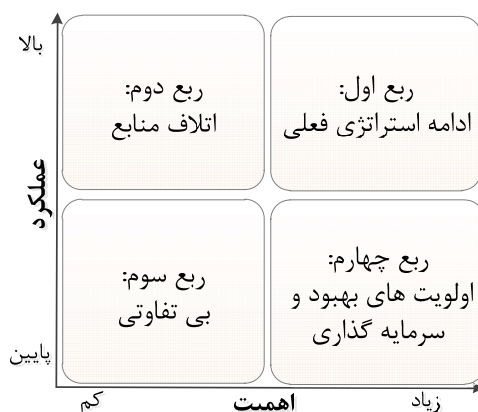 بالا
ربع اول:
ادامه استراتژی فعلی
ربع دوم:
اتلاف منابع
عملکرد
ربع چهارم:
اولویت های بهبود و
سرمایه گذاری
ربع سوم:
بی تفاوتی
پایین
زیاد
اهمیت
کم